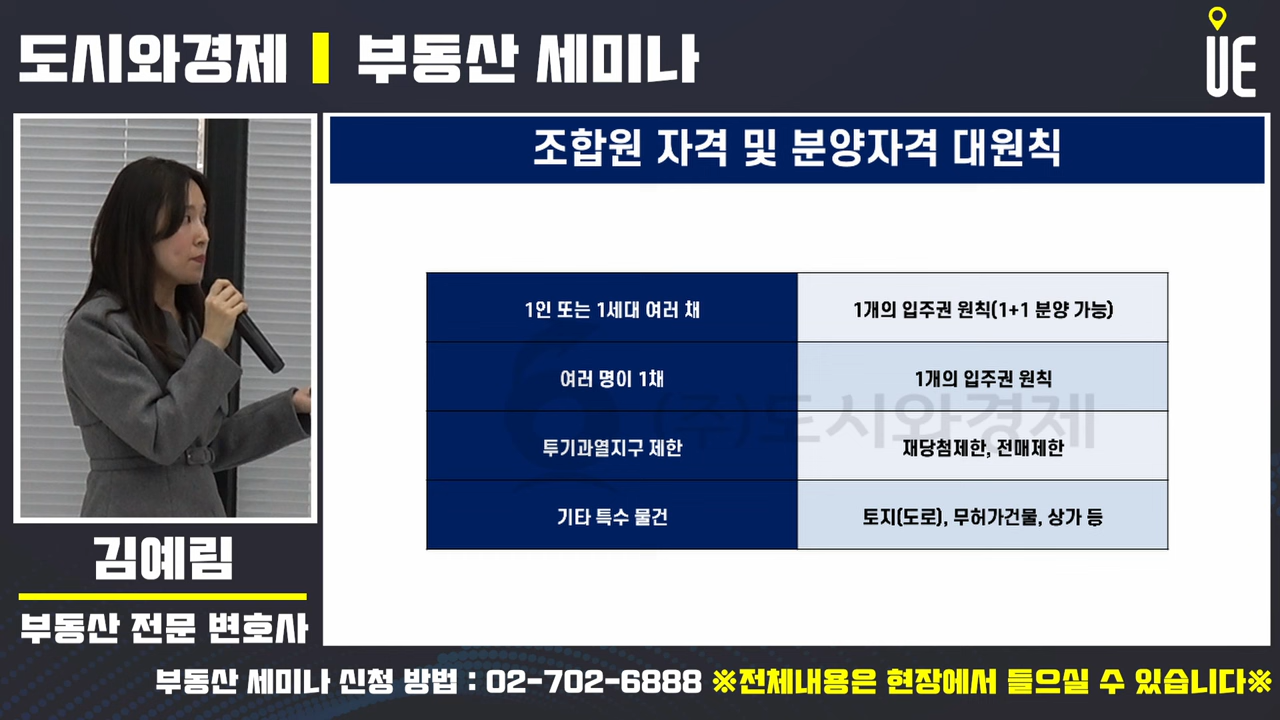 도시와경제 부동산 세미나
UE
조합원 자격 및 분양자격 대원칙
1인 또는 1세대 여러 채
1개의 입주권 원칙(1+1 분양 가능)
여러 명이 1채
1개의 입주권 원칙
투기과열지구 제한
재당첨제한, 전매제한
기타 특수 물건
토지(도로), 무허가건물, 상가 등
(주)도시와경제
김예림
부동산 전문 변호사
부동산 세미나 신청 방법 : 02-702-6888 ※전체내용은 현장에서 들으실 수 있습니다※